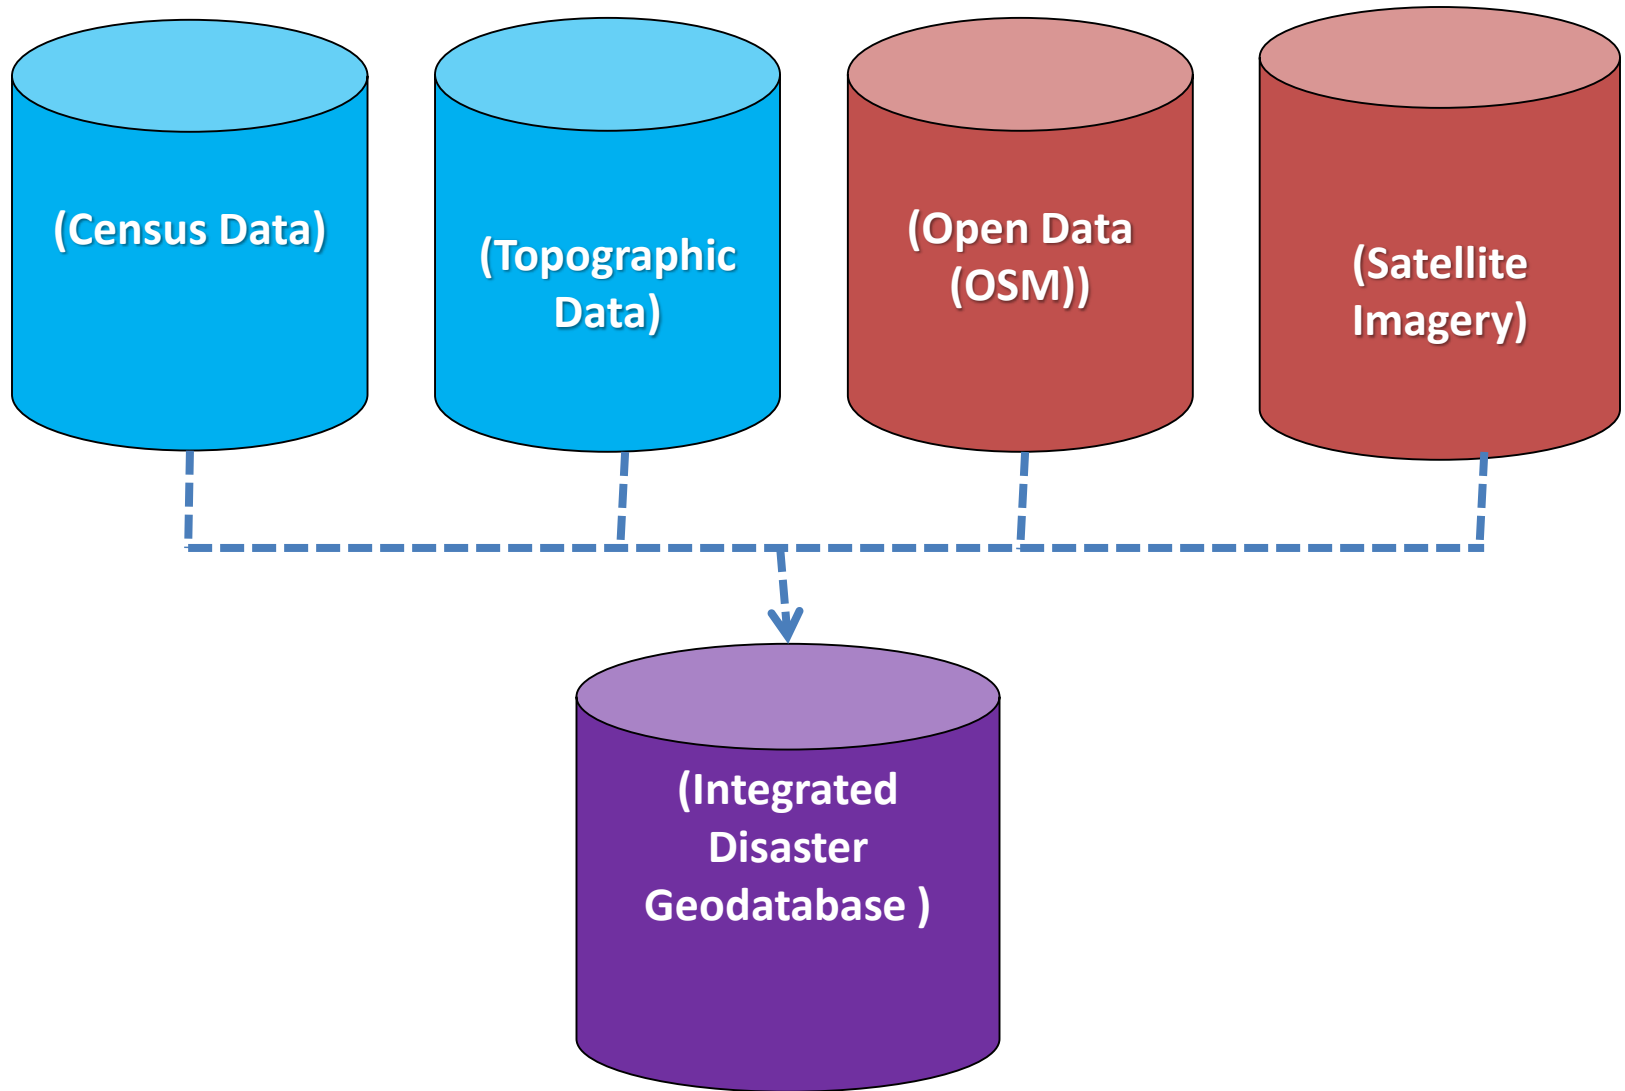 (Census Data)
(Topographic
Data)
(Open Data
(OSM))
(Satellite
Imagery)
(Integrated
Disaster
Geodatabase )